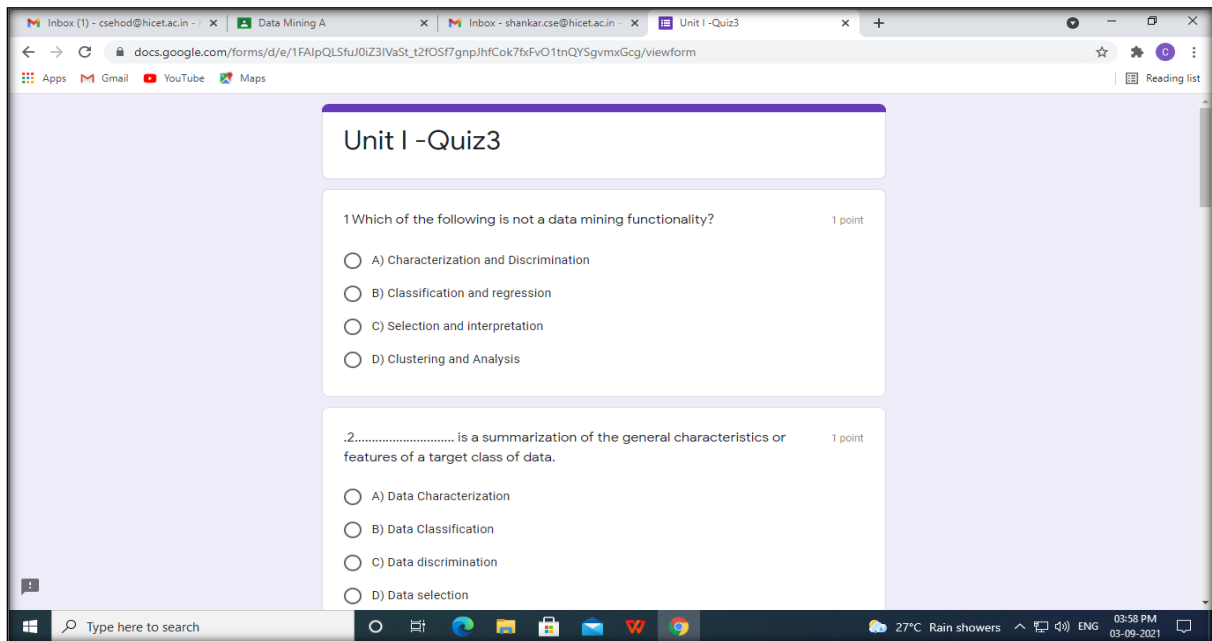 Inbox (1) - csehod@hicet.ac.in -
Data Mining A
Inbox - shankar.cse@hicet.ac.in -
Unit I -Quiz3
docs.google.com/forms/d/e/1FAIpQLSfuJ0iZ3IVaSt_t2fOSf7gnpJhfCok7fxFvO1tnQYSgvmxGcg/viewform
C
Apps Gmail YouTube Maps Reading list
Unit I -Quiz3
1 Which of the following is not a data mining functionality? 1 point
A) Characterization and Discrimination
B) Classification and regression
C) Selection and interpretation
D) Clustering and Analysis
.2............................. is a summarization of the general characteristics or 1 point
features of a target class of data.
A) Data Characterization
B) Data Classification
C) Data discrimination
D) Data selection
Type here to search
27°C Rain showers ENG
03:58 PM
03-09-2021